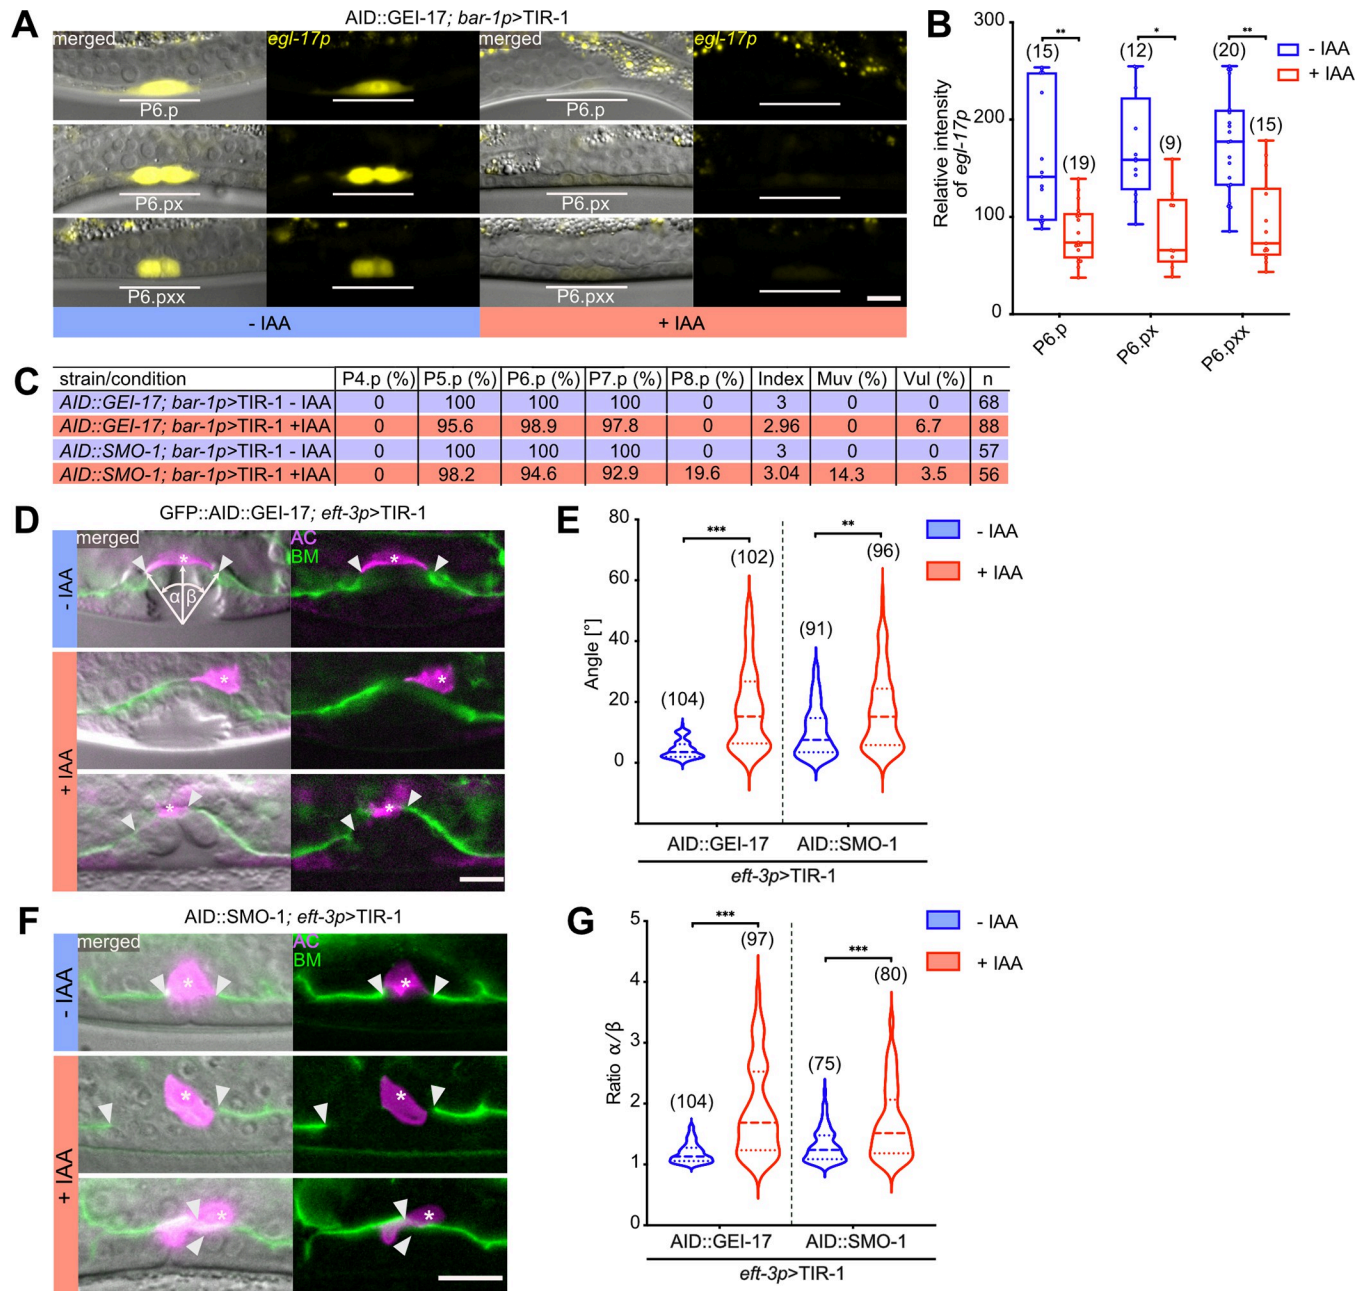 A
AID::GEI-17; bar-1p>TIR-1
merged egl-17p merged egl-17p
P6.p P6.p
P6.px P6.px
P6.pxx P6.pxx
- IAA + IAA
B
Relative intensity
of egl-17p
300
200
100
0
(15) ** (19)
(12) * (9)
(20) ** (15)
- IAA
+ IAA
P6.p P6.px P6.pxx
C
strain/condition P4.p (%) P5.p (%) P6.p (%) P7.p (%) P8.p (%) Index Muv (%) Vul (%) n
AID::GEI-17; bar-1p>TIR-1 - IAA 0 100 100 100 0 3 0 0 68
AID::GEI-17; bar-1p>TIR-1 +IAA 0 95.6 98.9 97.8 0 2.96 0 6.7 88
AID::SMO-1; bar-1p>TIR-1 - IAA 0 100 100 100 0 3 0 0 57
AID::SMO-1; bar-1p>TIR-1 +IAA 0 98.2 94.6 92.9 19.6 3.04 14.3 3.5 56
D
GFP::AID::GEI-17; eft-3p>TIR-1
merged AC
BM
- IAA
* α β *
+ IAA
* *
* *
E
Angle [°]
80
60
40
20
0
*** **
(104) (102) (91) (96)
- IAA
+ IAA
AID::GEI-17 AID::SMO-1
eft-3p>TIR-1
F
AID::SMO-1; eft-3p>TIR-1
merged AC
BM
- IAA
* *
+ IAA
* *
* *
G
Ratio α/β
5
4
3
2
1
0
*** ***
(104) (97) (75) (80)
- IAA
+ IAA
AID::GEI-17 AID::SMO-1
eft-3p>TIR-1